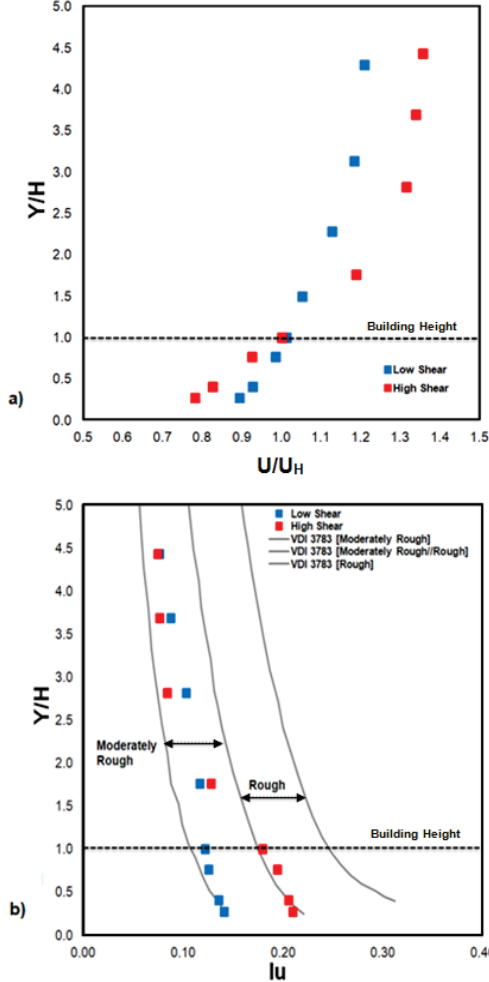 5.0
4.5
4.0
3.5
3.0
2.5
2.0
1.5
1.0
0.5
0.0
Y/H
Building Height
Low Shear
High Shear
a)
0.5 0.6 0.7 0.8 0.9 1.0 1.1 1.2 1.3 1.4 1.5
U/UH
5.0
4.5
4.0
3.5
3.0
2.5
2.0
1.5
1.0
0.5
0.0
Y/H
Low Shear
High Shear
VDI 3783 [Moderately Rough]
VDI 3783 [Moderately Rough//Rough]
VDI 3783 [Rough]
Moderately
Rough
Rough
Building Height
b)
0.00 0.10 0.20 0.30 0.40
Iu